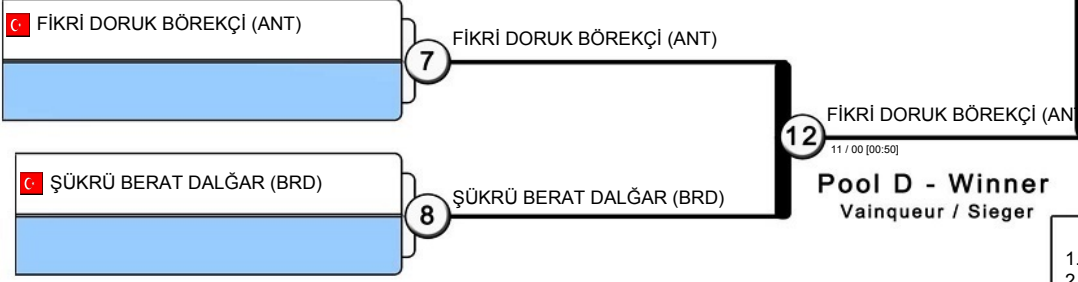 FİKRİ DORUK BÖREKÇİ (ANT)
7
FİKRİ DORUK BÖREKÇİ (ANT)
12
FİKRİ DORUK BÖREKÇİ (AN
11 / 00 [00:50]
Pool D - Winner
Vainqueur / Sieger
ŞÜKRÜ BERAT DALĞAR (BRD)
8
ŞÜKRÜ BERAT DALĞAR (BRD)
1.
2